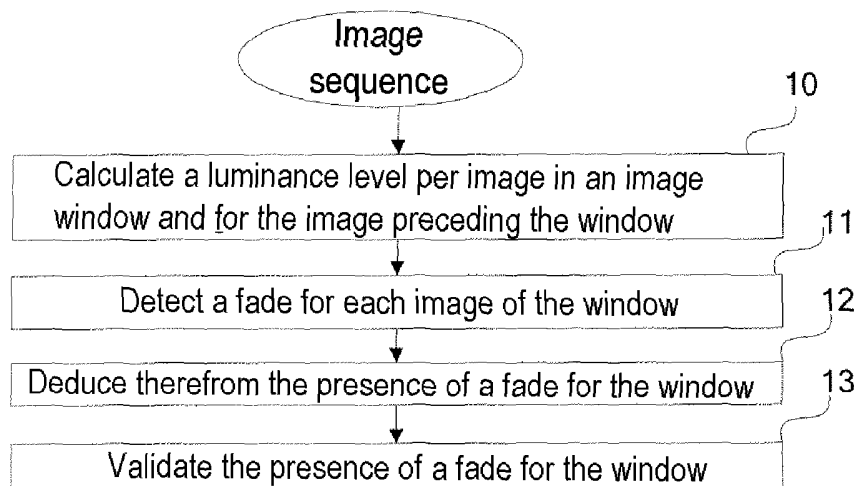 Image
sequence
10
Calculate a luminance level per image in an image
window and for the image preceding the window
11
Detect a fade for each image of the window
12
Deduce therefrom the presence of a fade for the window
13
Validate the presence of a fade for the window